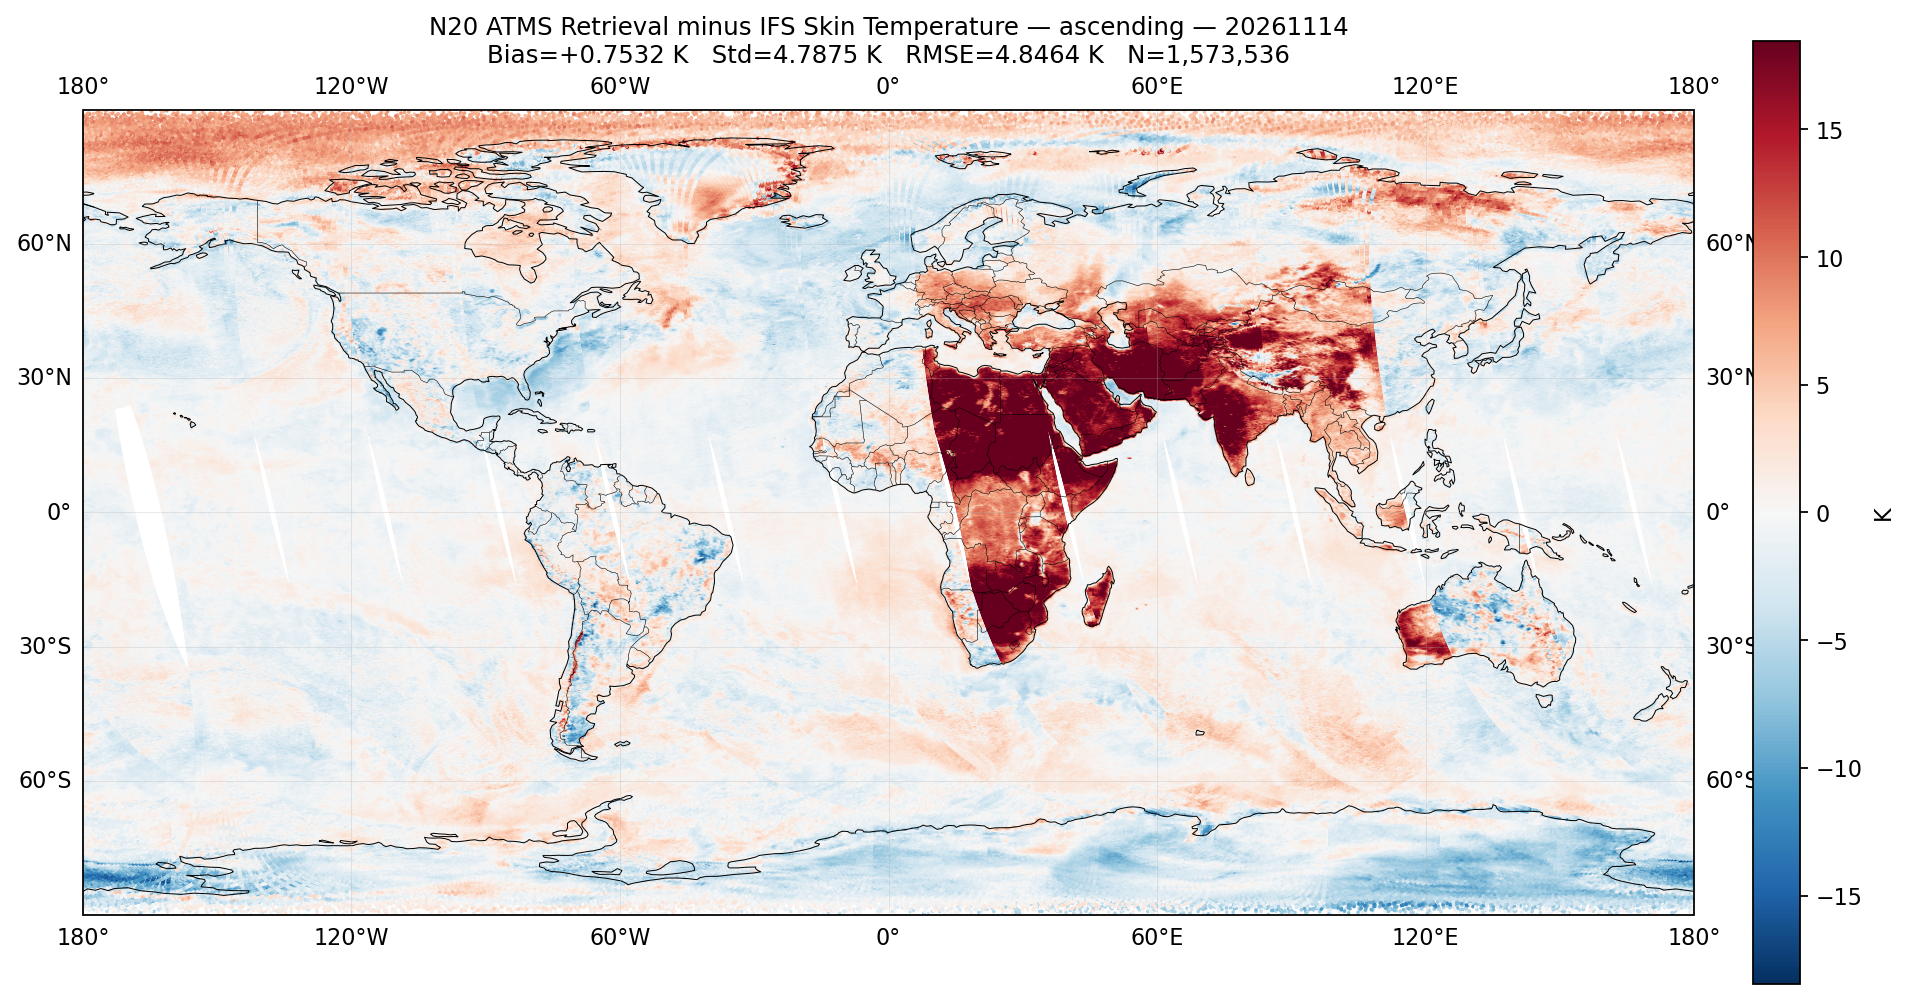 N20 ATMS Retrieval minus IFS Skin Temperature — ascending — 20261114
Bias=+0.7532 K   Std=4.7875 K   RMSE=4.8464 K   N=1,573,536
180° 120°W 60°W 0° 60°E 120°E 180°
60°N 60°N
30°N 30°N
0° 0°
30°S 30°S
60°S 60°S
180° 120°W 60°W 0° 60°E 120°E 180°
15
10
5
0
−5
−10
−15
K